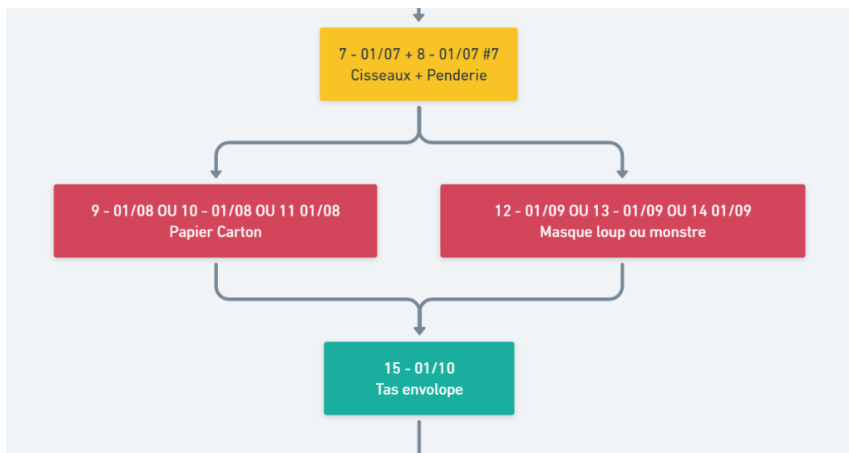 7 - 01/07 + 8 - 01/07 #7
Cisseaux + Penderie
9 - 01/08 OU 10 - 01/08 OU 11 01/08
Papier Carton
12 - 01/09 OU 13 - 01/09 OU 14 01/09
Masque loup ou monstre
15 - 01/10
Tas envolope